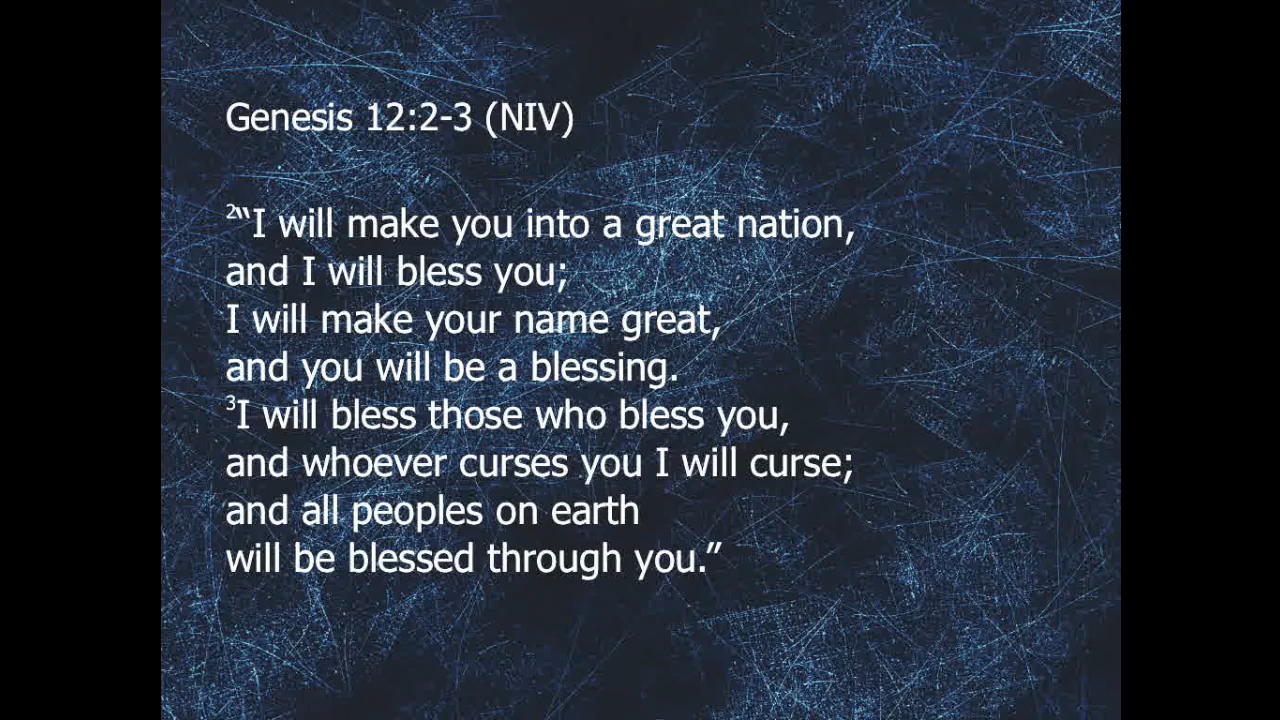 Genesis 12:2-3 (NIV)
²“I will make you into a great nation,
and I will bless you;
I will make your name great,
and you will be a blessing.
³I will bless those who bless you,
and whoever curses you I will curse;
and all peoples on earth
will be blessed through you.”